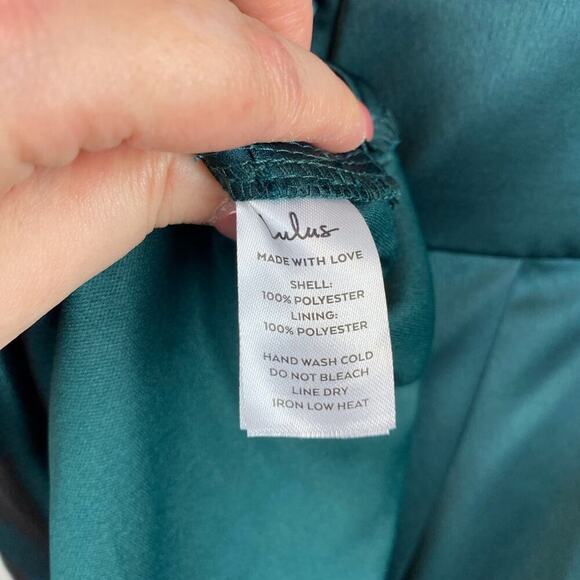 lulus
MADE WITH LOVE
SHELL:
100% POLYESTER
LINING:
100% POLYESTER
HAND WASH COLD
DO NOT BLEACH
LINE DRY
IRON LOW HEAT